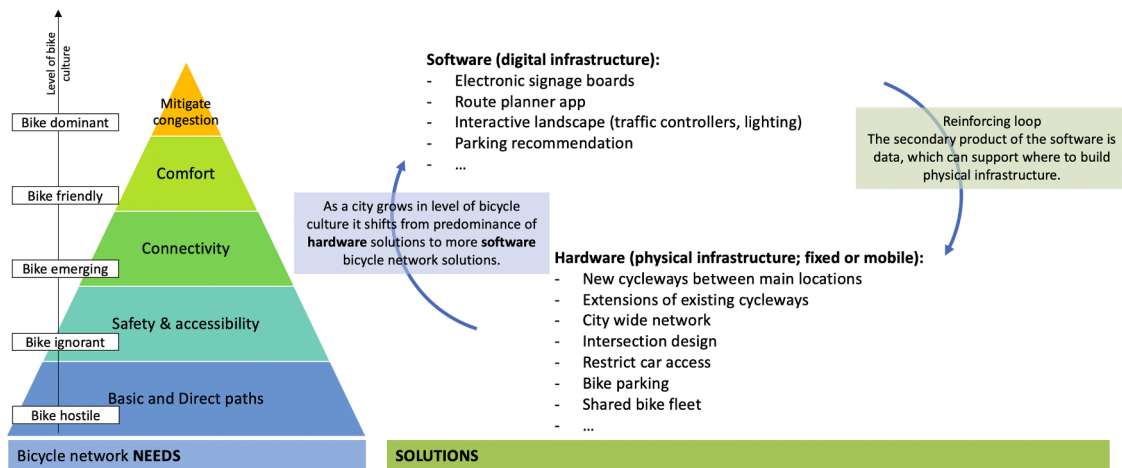 Level of bike
culture
Bike dominant
Bike friendly
Bike emerging
Bike ignorant
Bike hostile
Mitigate
congestion
Comfort
Connectivity
Safety & accessibility
Basic and Direct paths
Bicycle network NEEDS
Software (digital infrastructure):
- Electronic signage boards
- Route planner app
- Interactive landscape (traffic controllers, lighting)
- Parking recommendation
- ...
As a city grows in level of bicycle
culture it shifts from predominance of
hardware solutions to more software
bicycle network solutions.
Reinforcing loop
The secondary product of the software is
data, which can support where to build
physical infrastructure.
Hardware (physical infrastructure; fixed or mobile):
- New cycleways between main locations
- Extensions of existing cycleways
- City wide network
- Intersection design
- Restrict car access
- Bike parking
- Shared bike fleet
- ...
SOLUTIONS